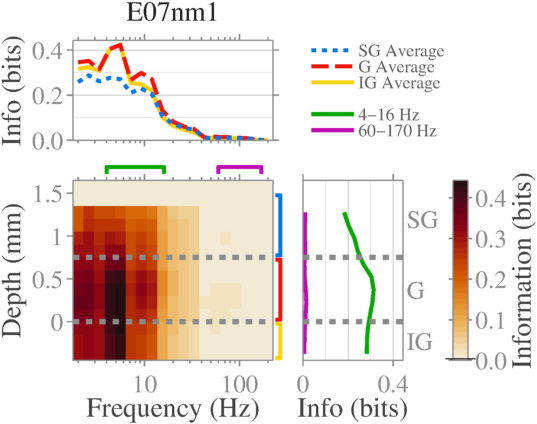 E07nm1
Info (bits)
0.4
0.2
0.0
SG Average
G Average
IG Average
4–16 Hz
60–170 Hz
Depth (mm)
1.5
1
0.5
0
10
100
Frequency (Hz)
SG
G
IG
0
0.4
Info (bits)
0.4
0.3
0.2
0.1
0.0
Information (bits)